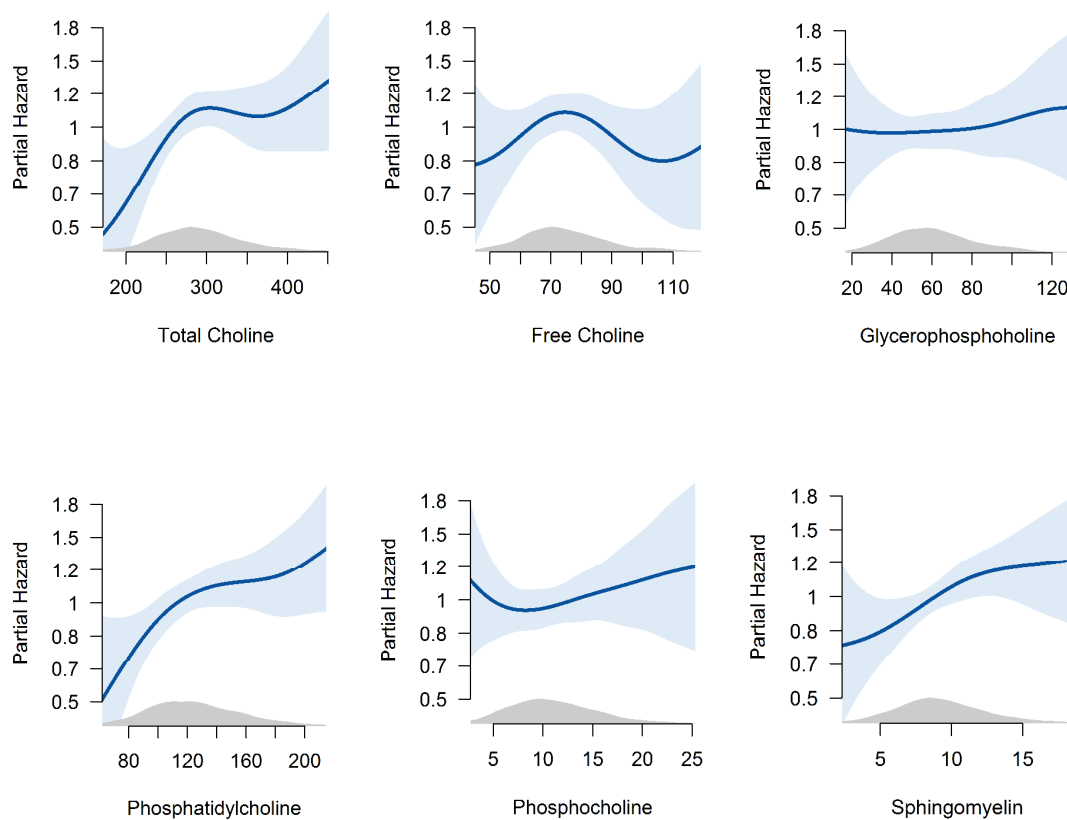 Partial Hazard
1.8
1.5
1.2
1
0.8
0.7
0.5
200 300 400
Total Choline
Partial Hazard
1.8
1.5
1.2
1
0.8
0.7
0.5
50 70 90 110
Free Choline
Partial Hazard
1.8
1.5
1.2
1
0.8
0.7
0.5
20 40 60 80 120
Glycerophosphoholine
Partial Hazard
1.8
1.5
1.2
1
0.8
0.7
0.5
80 120 160 200
Phosphatidylcholine
Partial Hazard
1.8
1.5
1.2
1
0.8
0.7
0.5
5 10 15 20 25
Phosphocholine
Partial Hazard
1.8
1.5
1.2
1
0.8
0.7
0.5
5 10 15
Sphingomyelin